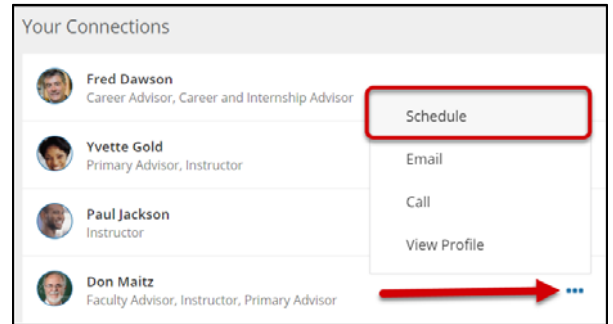 Your Connections
Fred Dawson
Career Advisor, Career and Internship Advisor
Yvette Gold
Primary Advisor, Instructor
Paul Jackson
Instructor
Don Maitz
Faculty Advisor, Instructor, Primary Advisor
Schedule
Email
Call
View Profile